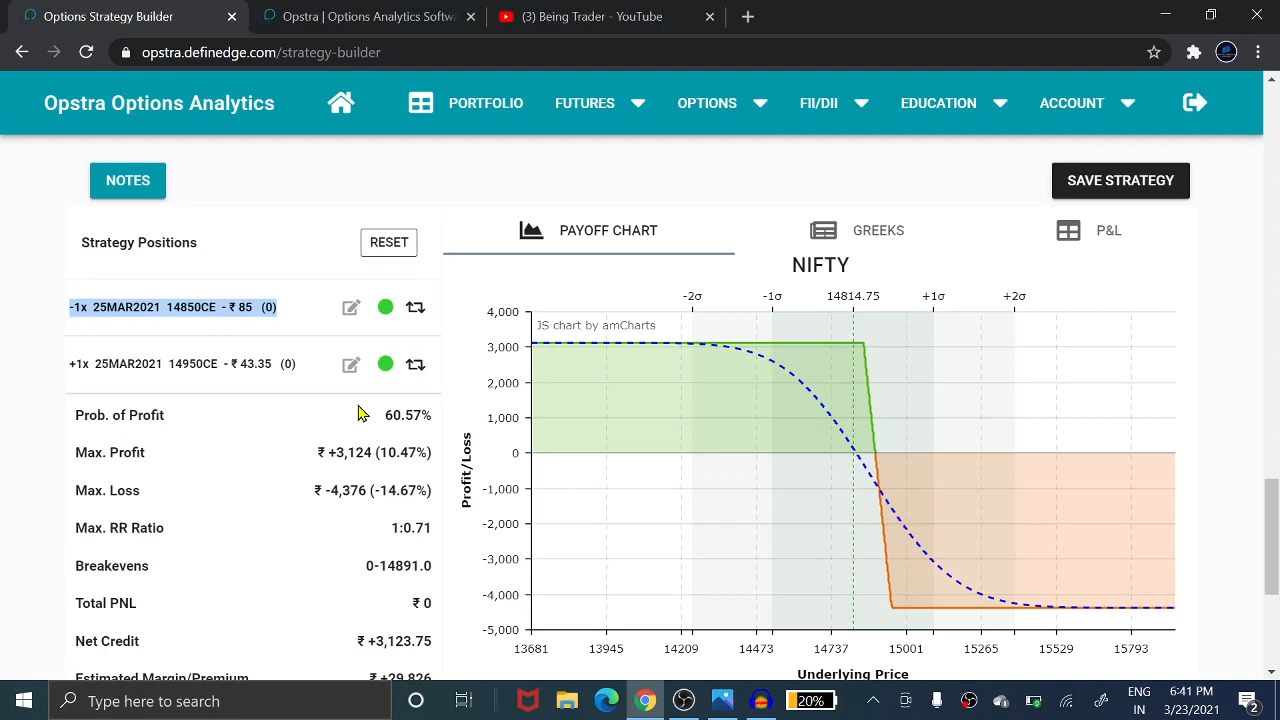 Options Strategy Builder
Opstra | Options Analytics Softw
(3) Being Trader - YouTube
opstra.definedge.com/strategy-builder
Opstra Options Analytics
PORTFOLIO
FUTURES
OPTIONS
FII/DII
EDUCATION
ACCOUNT
NOTES
SAVE STRATEGY
Strategy Positions
RESET
PAYOFF CHART
GREEKS
P&L
-1x 25MAR2021 14850CE - ₹ 85 (0)
+1x 25MAR2021 14950CE - ₹ 43.35 (0)
Prob. of Profit 60.57%
Max. Profit ₹ +3,124 (10.47%)
Max. Loss ₹ -4,376 (-14.67%)
Max. RR Ratio 1:0.71
Breakevens 0-14891.0
Total PNL ₹ 0
Net Credit ₹ +3,123.75
Estimated Margin/Premium ₹ +29,826
NIFTY
-2σ -1σ 14814.75 +1σ +2σ
JS chart by amCharts
4,000
3,000
2,000
1,000
0
-1,000
-2,000
-3,000
-4,000
-5,000
Profit/Loss
13681 13945 14209 14473 14737 15001 15265 15529 15793
Underlying Price
Type here to search
20%
ENG
IN
6:41 PM
3/23/2021
2